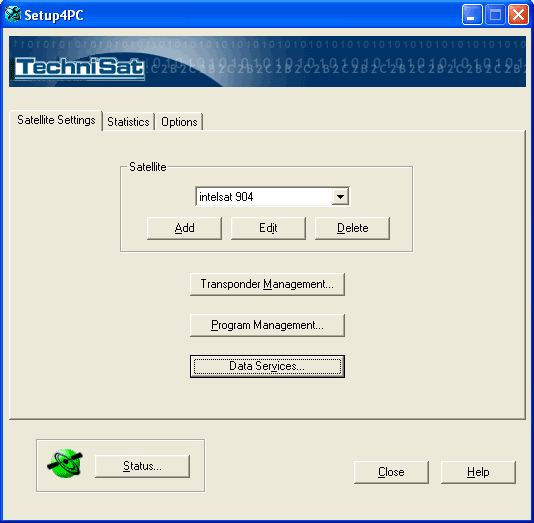 Setup4PC
TechniSat
Satellite Settings
Statistics
Options
Satellite
intelsat 904
Add
Edit
Delete
Transponder Management...
Program Management...
Data Services...
Status...
Close
Help